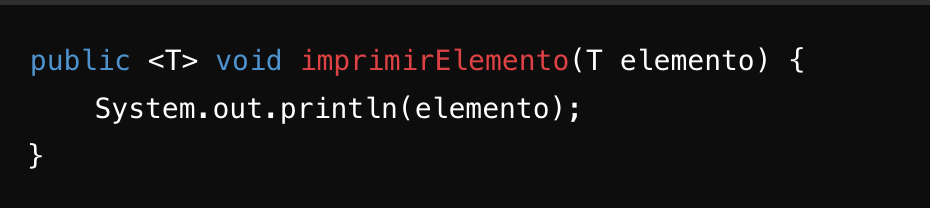 public <T> void imprimirElemento(T elemento) {
    System.out.println(elemento);
}